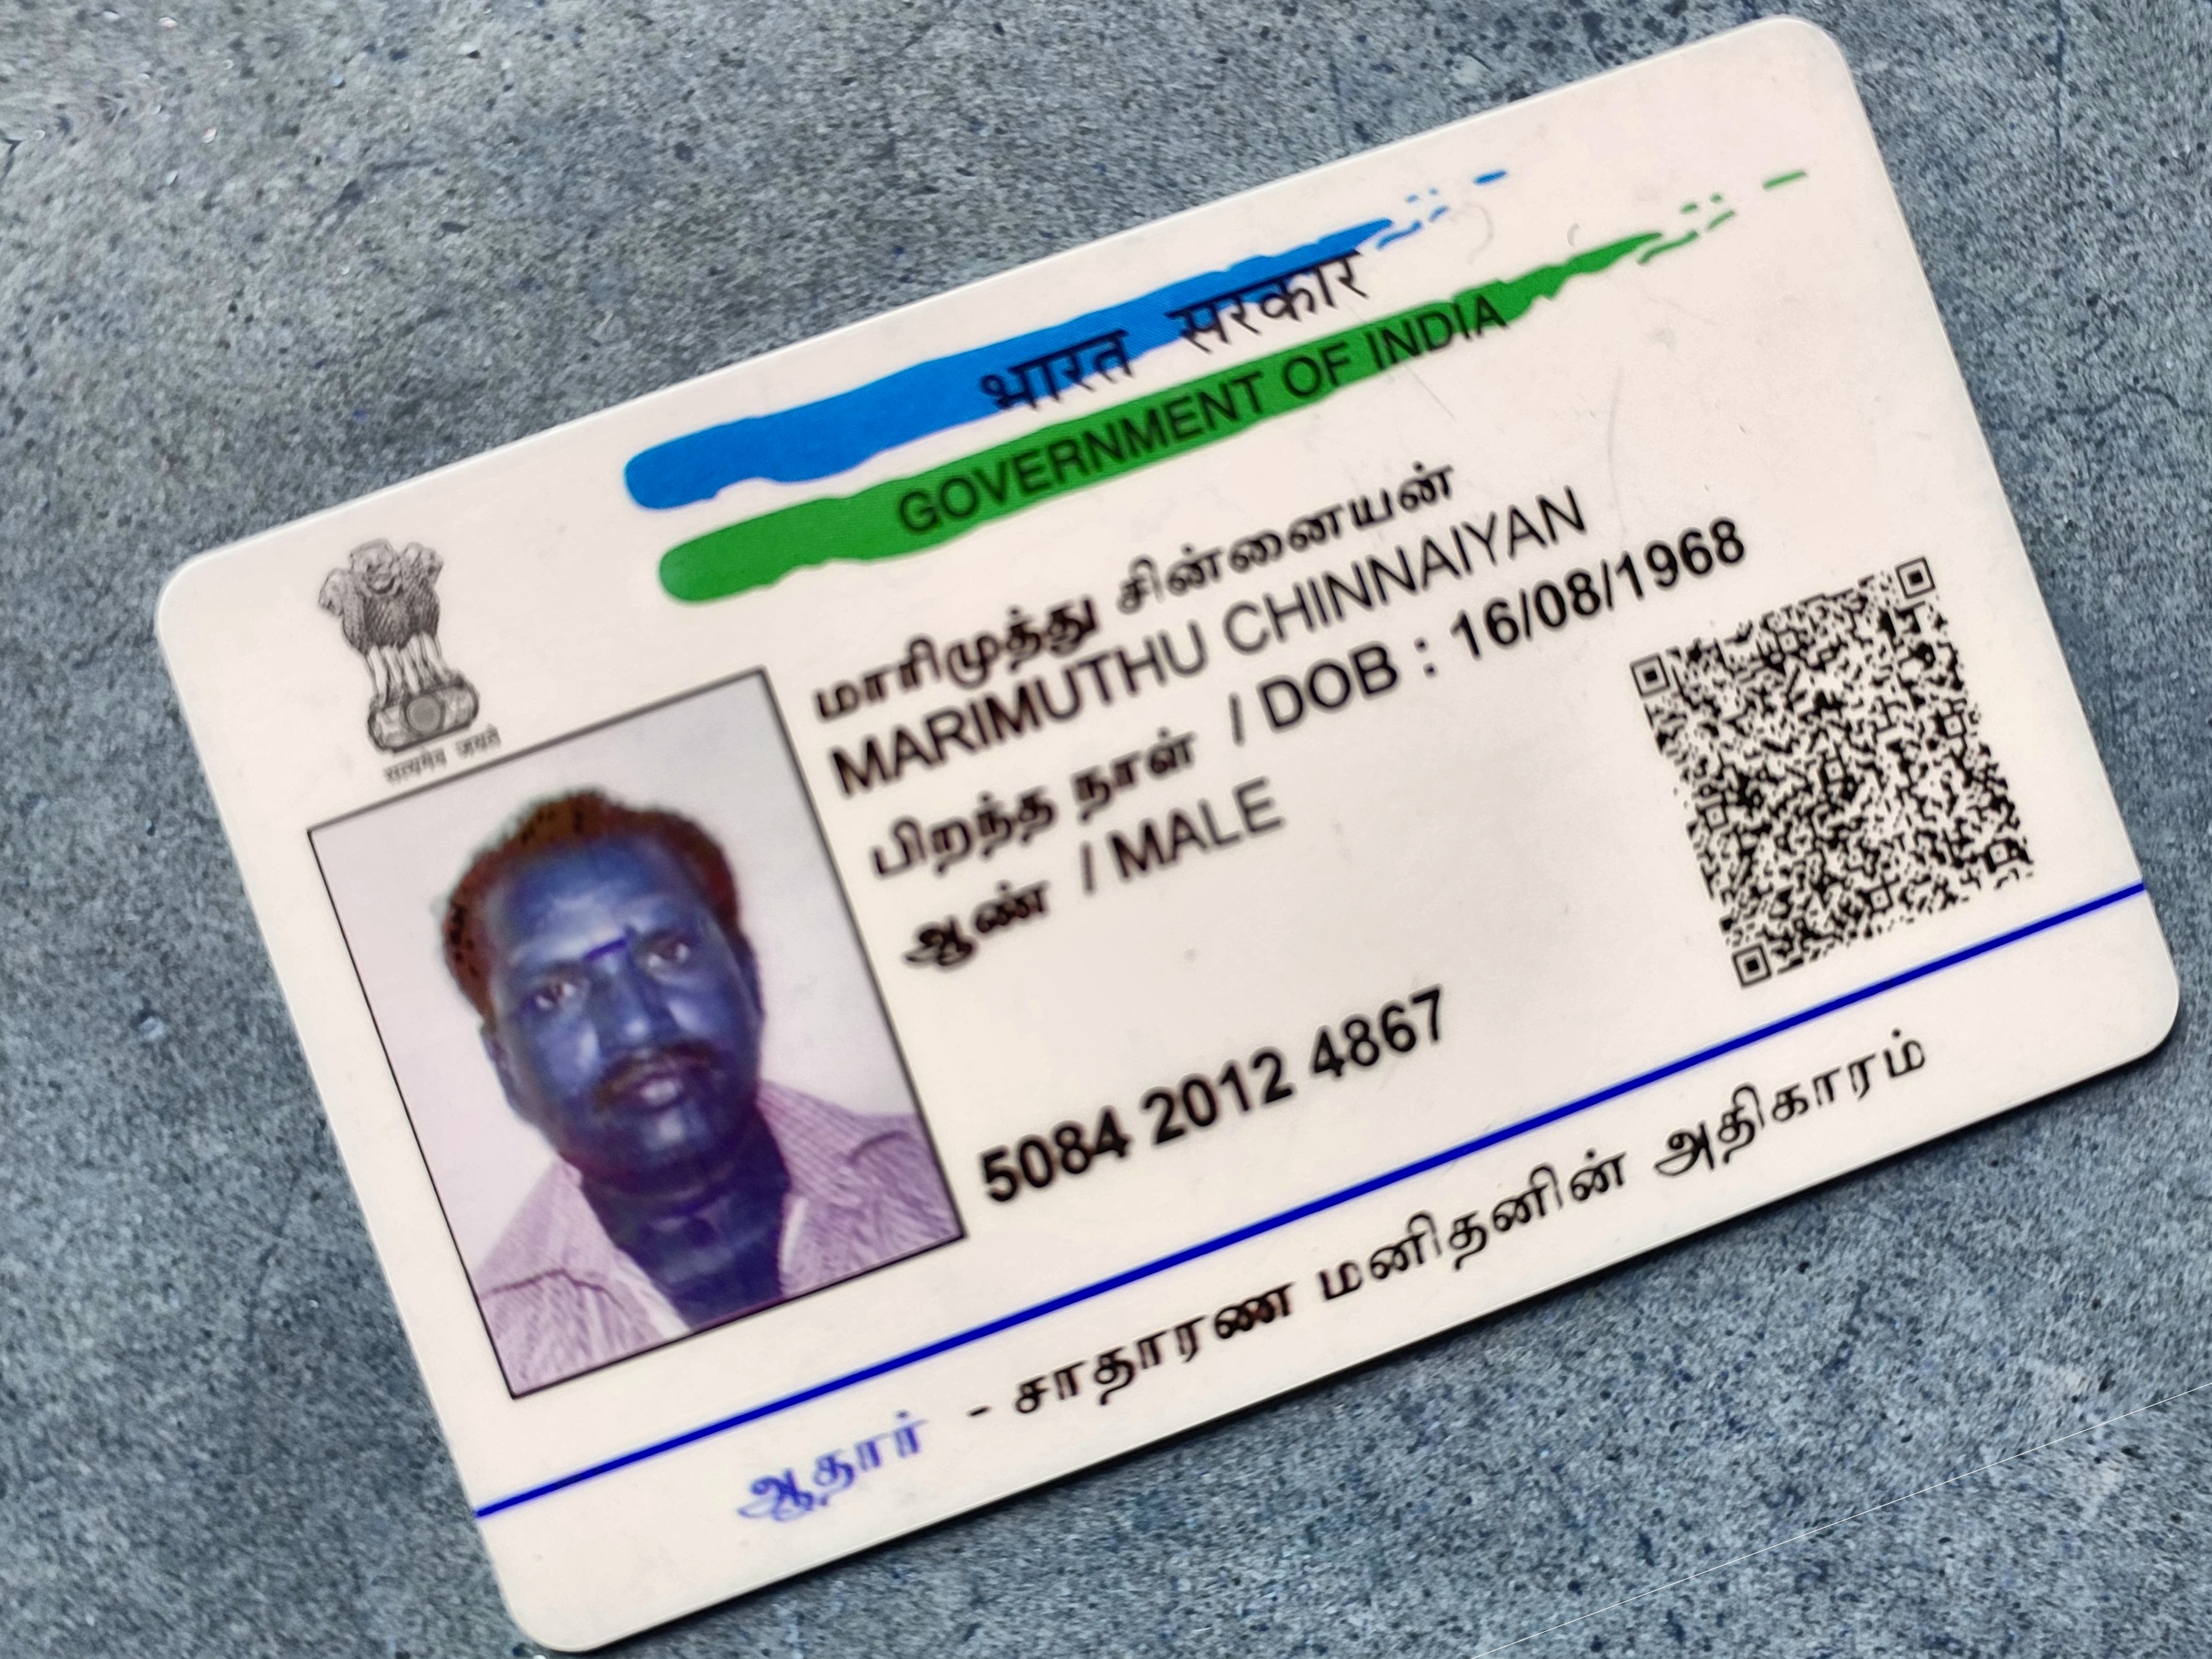 भारत सरकार
GOVERNMENT OF INDIA
सत्यमेव जयते
மாரிமுத்து சின்னையன்
MARIMUTHU CHINNAIYAN
பிறந்த நாள் / DOB : 16/08/1968
ஆண் / MALE
5084 2012 4867
ஆதார் - சாதாரண மனிதனின் அதிகாரம்